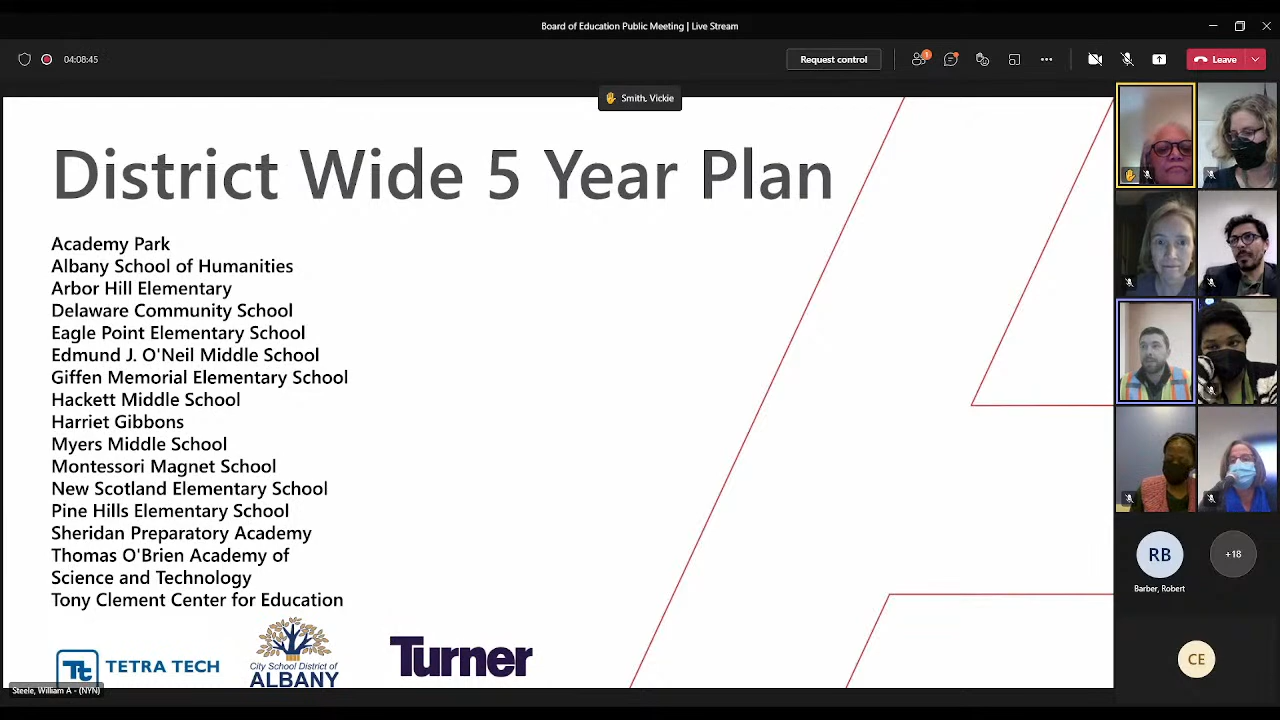 Board of Education Public Meeting | Live Stream
04:08:45
Request control
1
Leave
Smith, Vickie
District Wide 5 Year Plan
Academy Park
Albany School of Humanities
Arbor Hill Elementary
Delaware Community School
Eagle Point Elementary School
Edmund J. O'Neil Middle School
Giffen Memorial Elementary School
Hackett Middle School
Harriet Gibbons
Myers Middle School
Montessori Magnet School
New Scotland Elementary School
Pine Hills Elementary School
Sheridan Preparatory Academy
Thomas O'Brien Academy of
Science and Technology
Tony Clement Center for Education
Tt TETRA TECH
City School District of
ALBANY
Turner
Steele, William A - (NYN)
RB
+18
Barber, Robert
CE